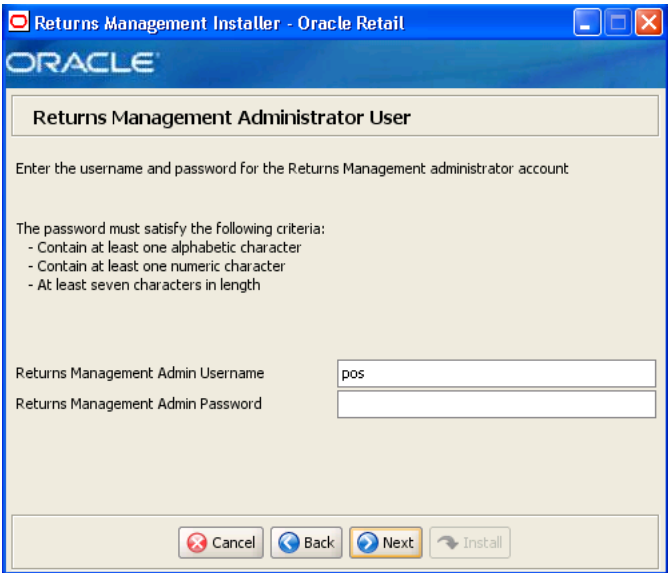 Returns Management Installer - Oracle Retail
ORACLE
Returns Management Administrator User
Enter the username and password for the Returns Management administrator account
The password must satisfy the following criteria:
- Contain at least one alphabetic character
- Contain at least one numeric character
- At least seven characters in length
Returns Management Admin Username pos
Returns Management Admin Password
Cancel Back Next Install